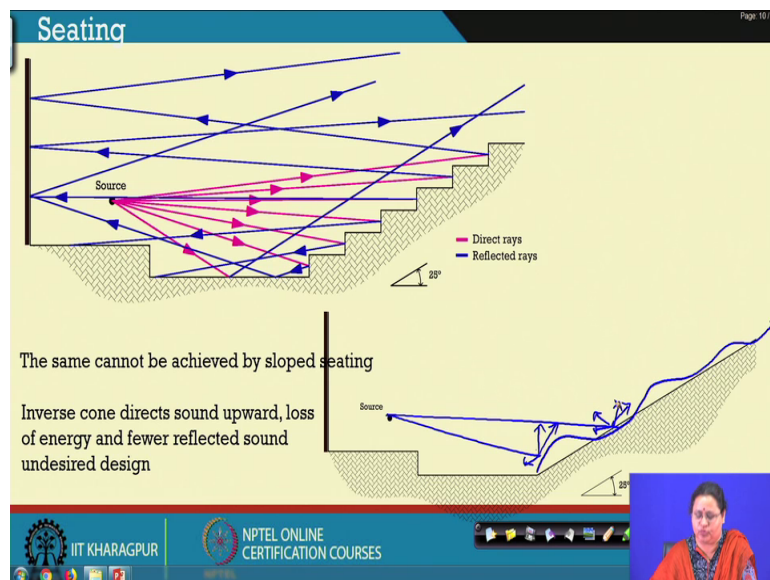 Page: 10 /
Seating
Source
Direct rays
Reflected rays
25°
The same cannot be achieved by sloped seating
Inverse cone directs sound upward, loss
of energy and fewer reflected sound
undesired design
Source
25°
IIT KHARAGPUR
NPTEL ONLINE
CERTIFICATION COURSES